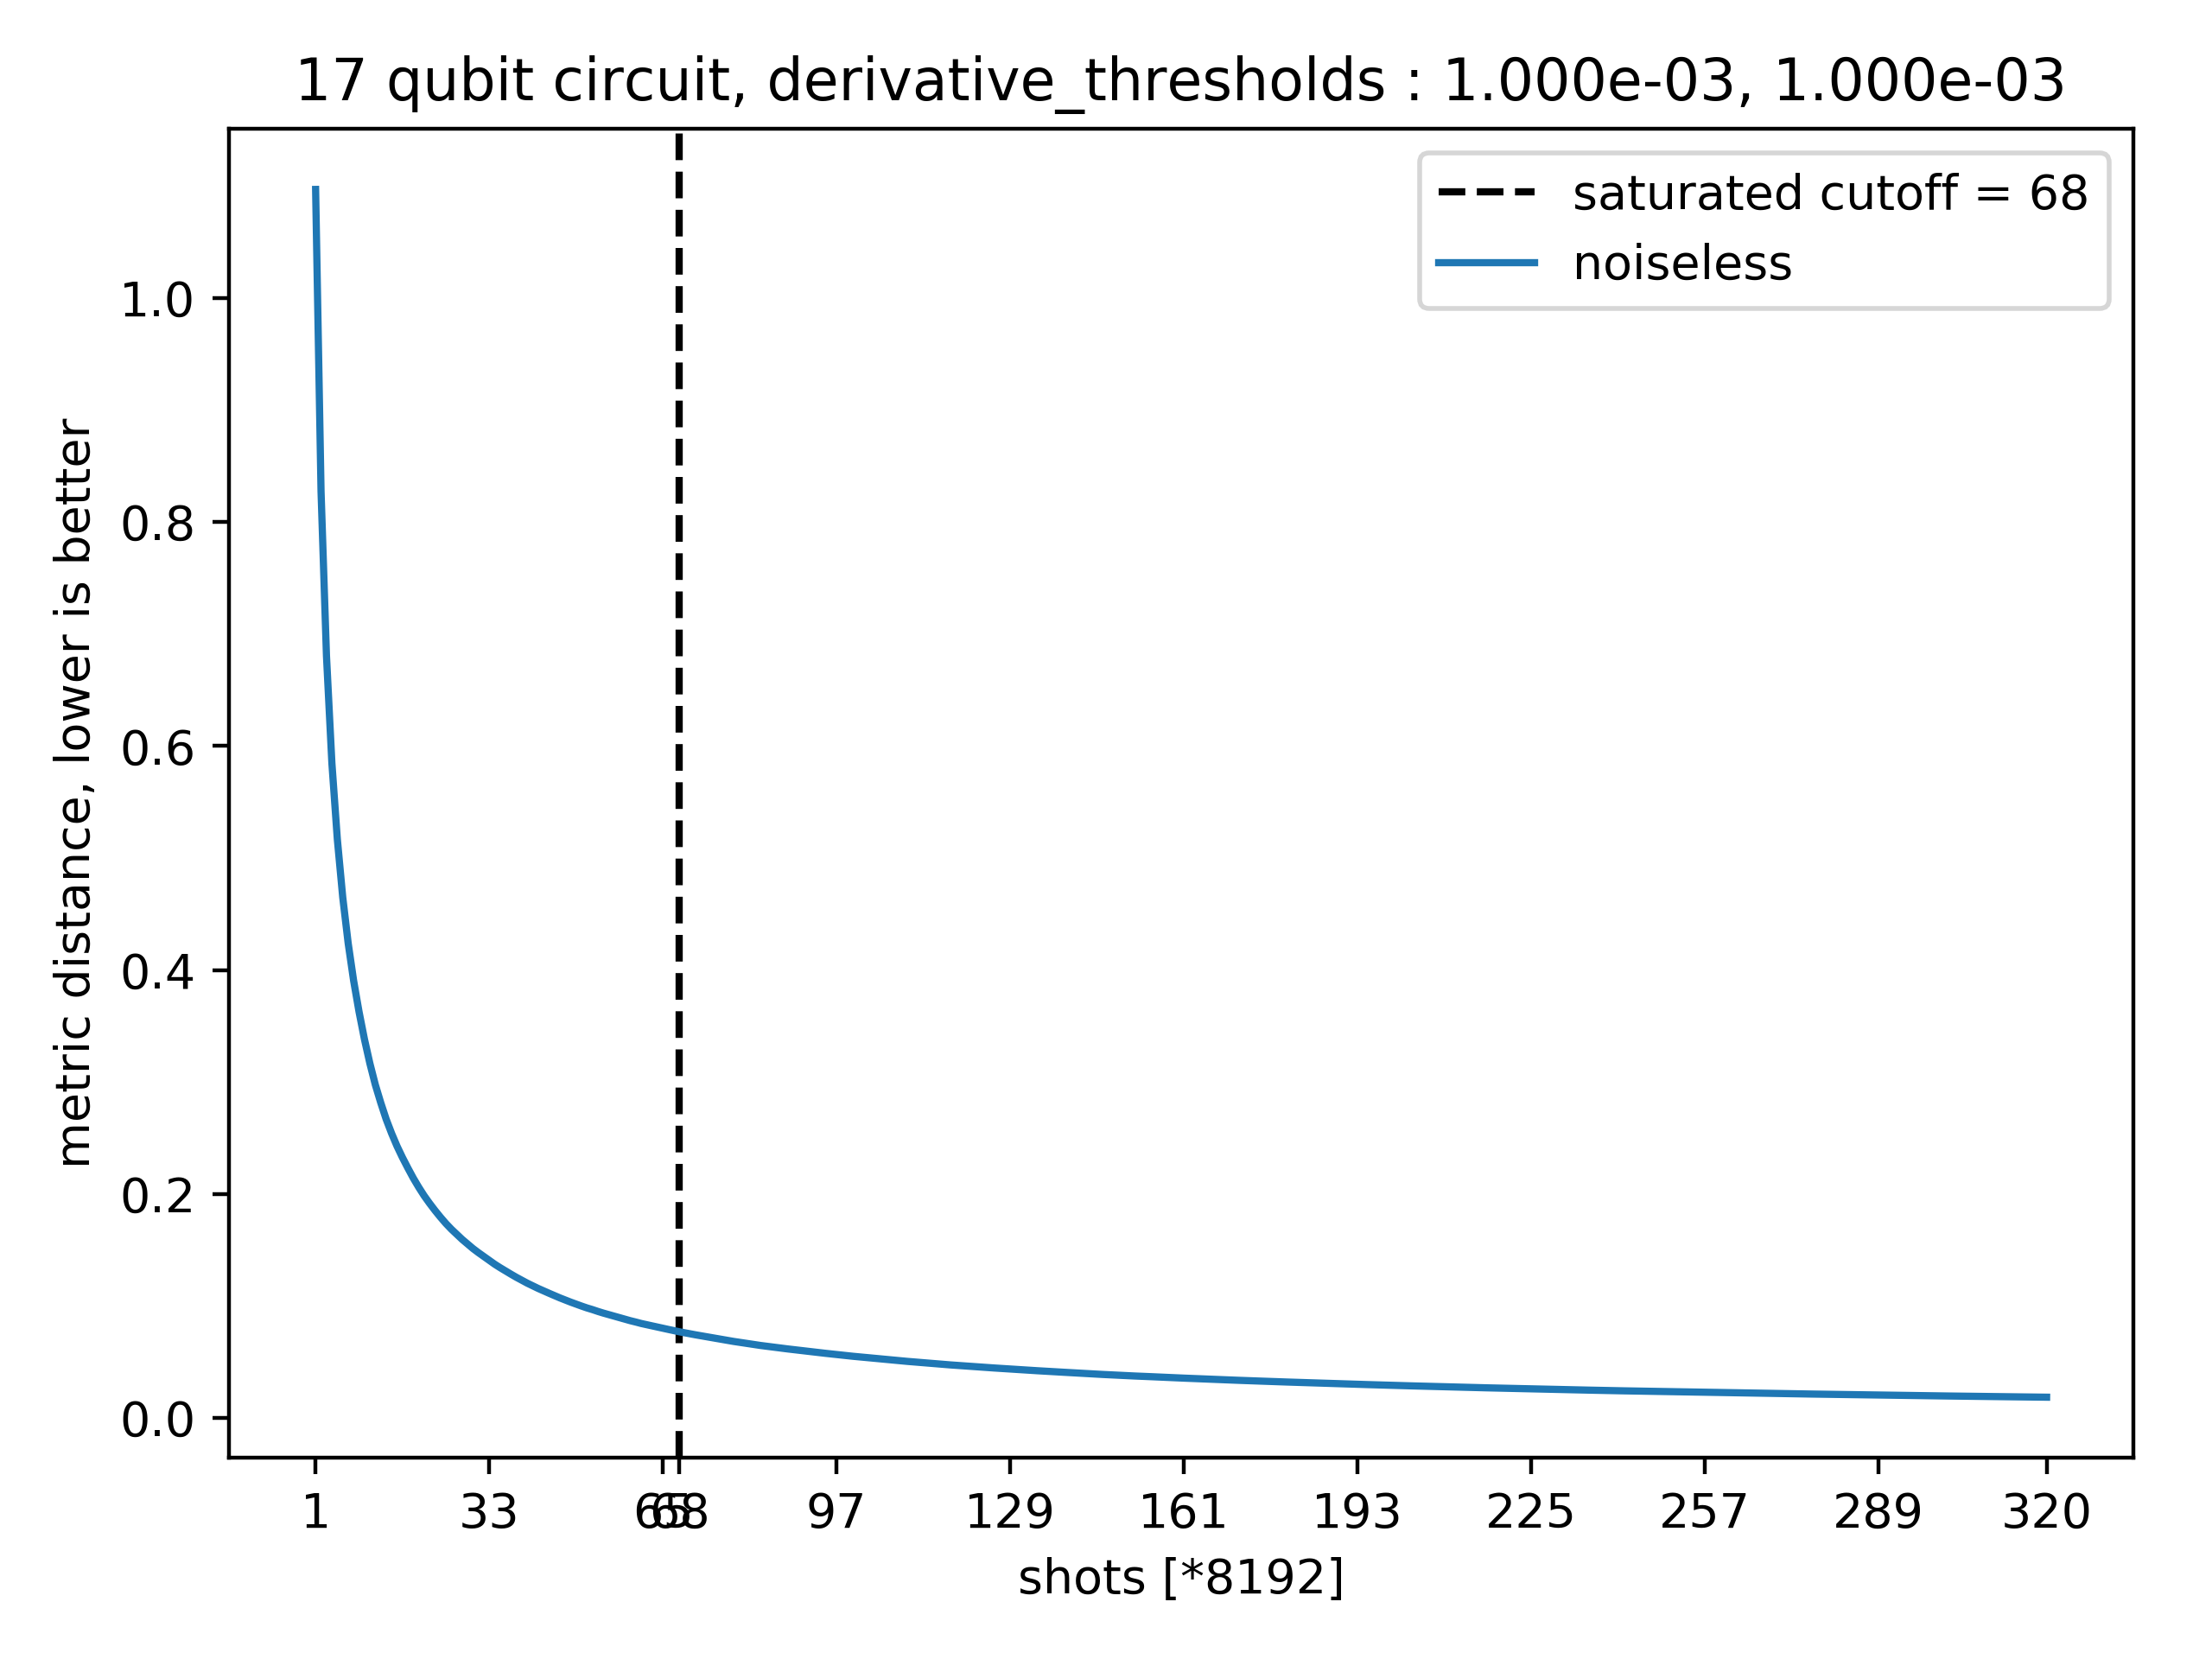 17 qubit circuit, derivative_thresholds : 1.000e-03, 1.000e-03
saturated cutoff = 68
noiseless
metric distance, lower is better
1.0
0.8
0.6
0.4
0.2
0.0
1 33 65 68 97 129 161 193 225 257 289 320
shots [*8192]